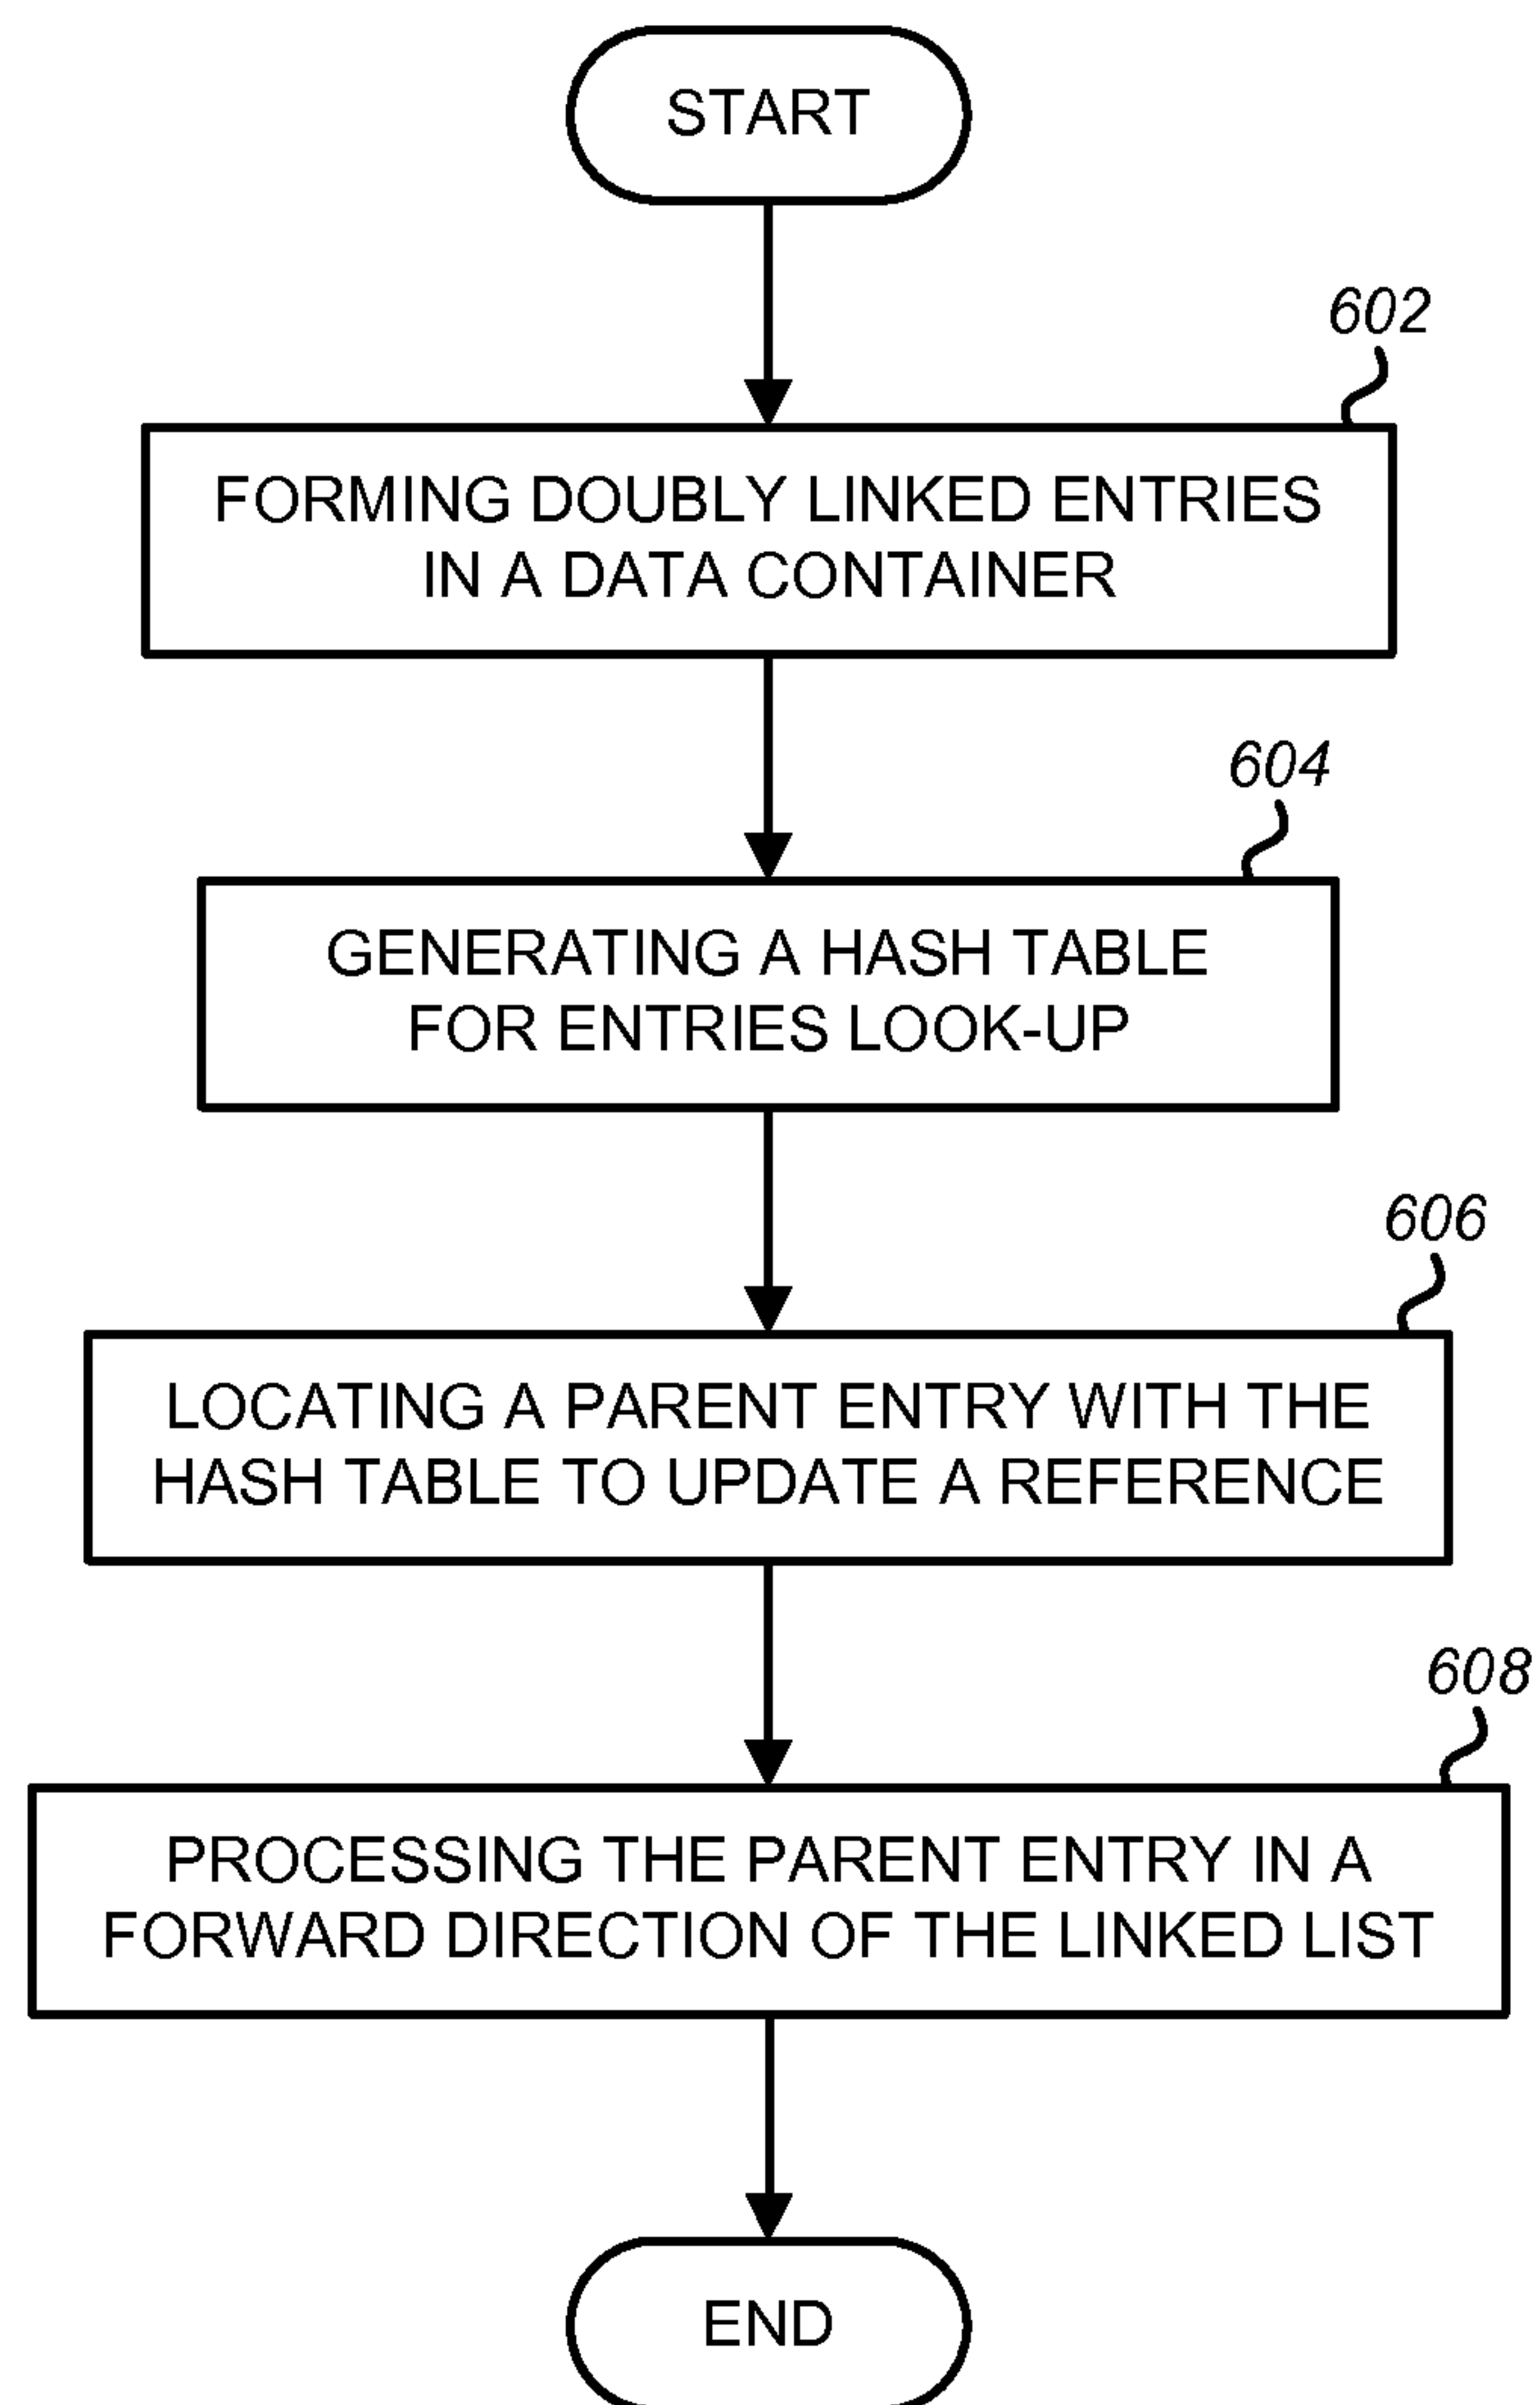 START
602
FORMING DOUBLY LINKED ENTRIES
IN A DATA CONTAINER
604
GENERATING A HASH TABLE
FOR ENTRIES LOOK-UP
606
LOCATING A PARENT ENTRY WITH THE
HASH TABLE TO UPDATE A REFERENCE
608
PROCESSING THE PARENT ENTRY IN A
FORWARD DIRECTION OF THE LINKED LIST
END